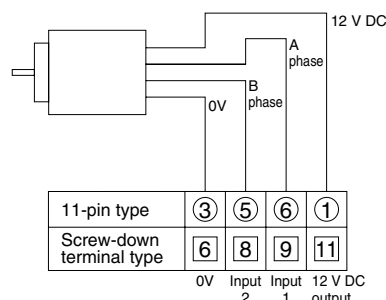 12 V DC
A
phase
B
phase
0V
11-pin type 3 5 6 1
Screw-down
terminal type
6 8 9 11
0V Input Input 12 V DC
2 1 output